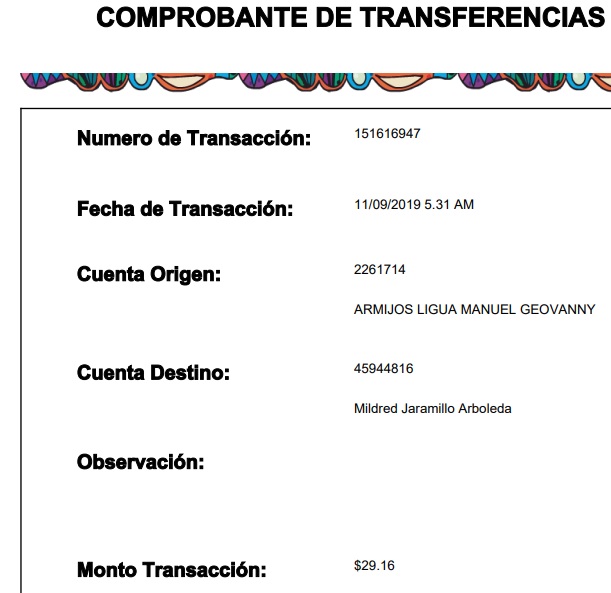 COMPROBANTE DE TRANSFERENCIAS
Numero de Transacción: 151616947
Fecha de Transacción: 11/09/2019 5.31 AM
Cuenta Origen: 2261714
ARMIJOS LIGUA MANUEL GEOVANNY
Cuenta Destino: 45944816
Mildred Jaramillo Arboleda
Observación:
Monto Transacción: $29.16